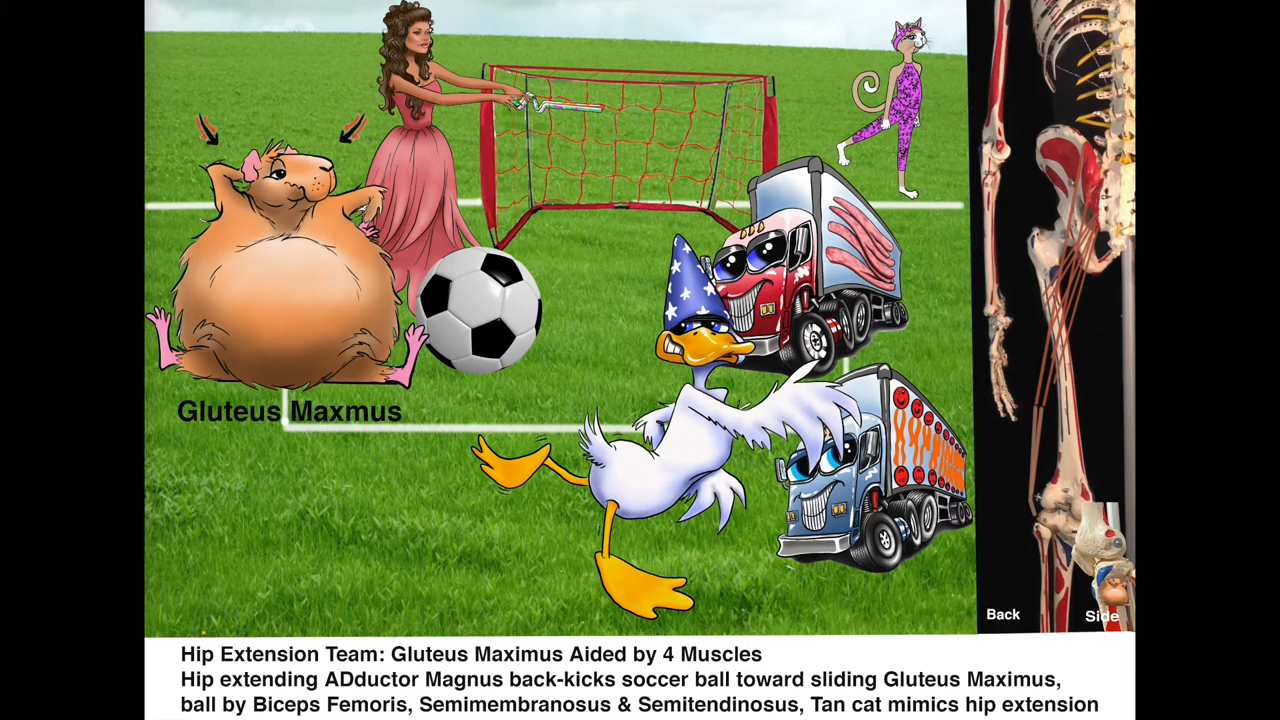 Gluteus Maxmus
Back
Side
Hip Extension Team: Gluteus Maximus Aided by 4 Muscles
Hip extending ADductor Magnus back-kicks soccer ball toward sliding Gluteus Maximus,
ball by Biceps Femoris, Semimembranosus & Semitendinosus, Tan cat mimics hip extension